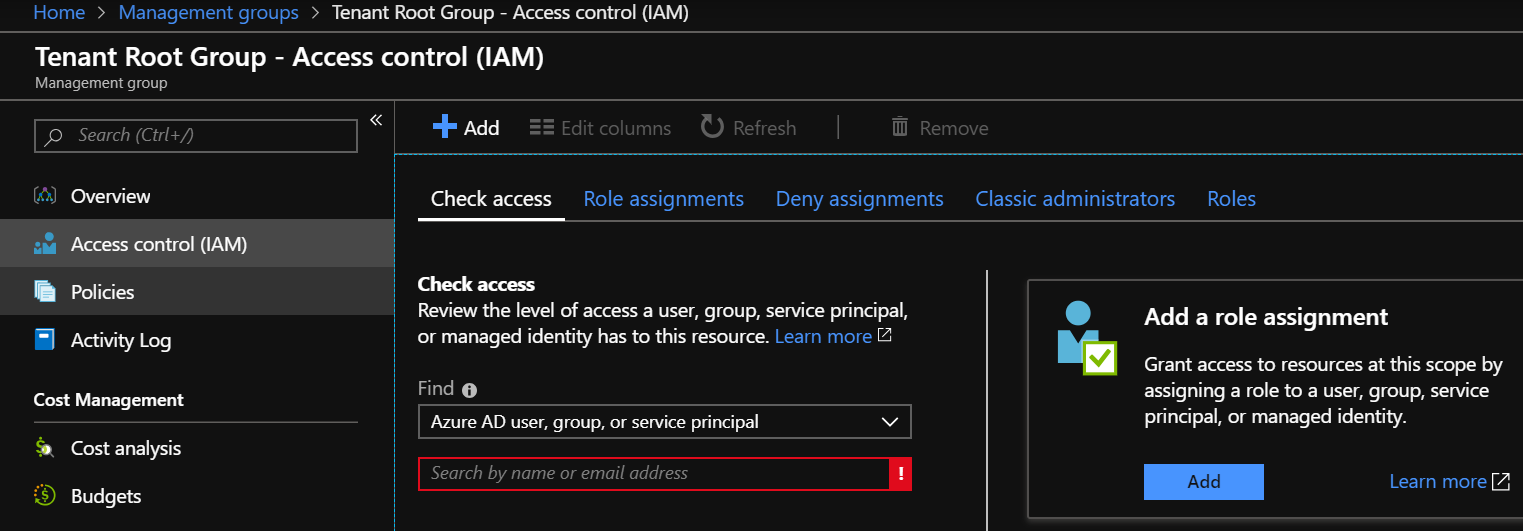 Home > Management groups > Tenant Root Group - Access control (IAM)
Tenant Root Group - Access control (IAM)
Management group
Search (Ctrl+/)
«
Overview
Access control (IAM)
Policies
Activity Log
Cost Management
Cost analysis
Budgets
Add Edit columns Refresh Remove
Check access Role assignments Deny assignments Classic administrators Roles
Check access
Review the level of access a user, group, service principal,
or managed identity has to this resource. Learn more
Find
Azure AD user, group, or service principal
Search by name or email address !
Add a role assignment
Grant access to resources at this scope by
assigning a role to a user, group, service
principal, or managed identity.
Add Learn more